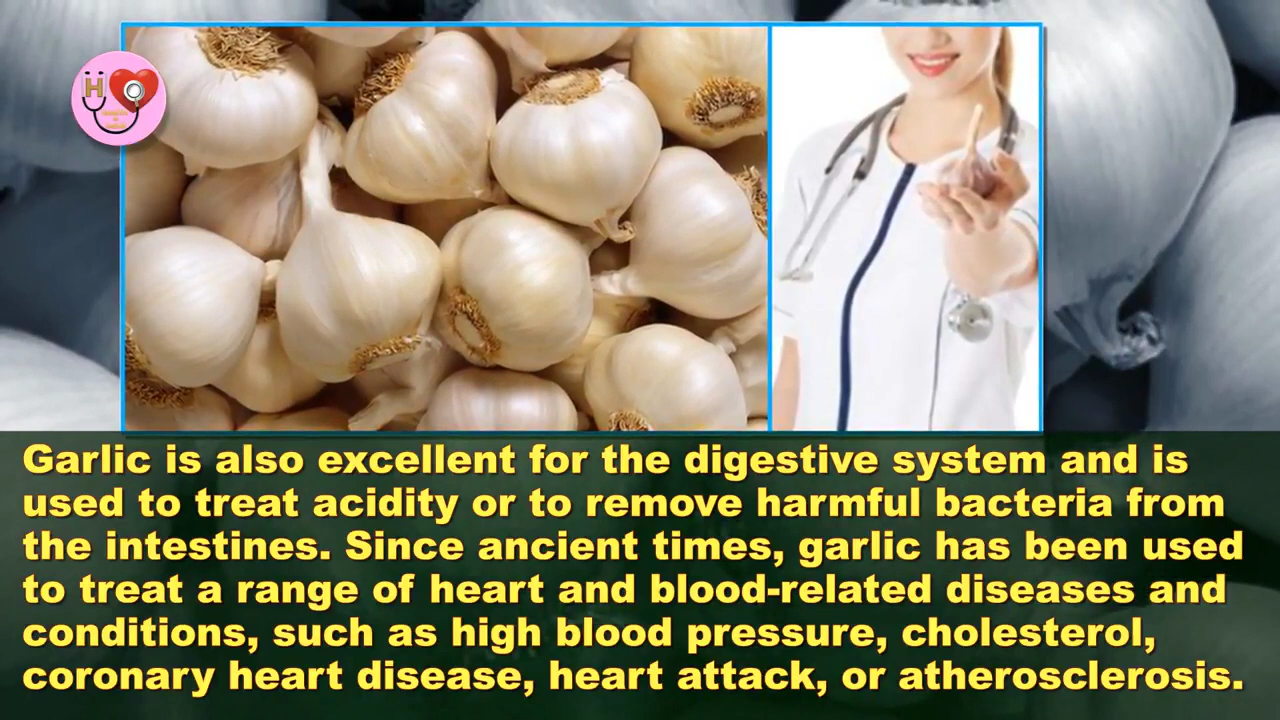 H
Garlic is also excellent for the digestive system and is
used to treat acidity or to remove harmful bacteria from
the intestines. Since ancient times, garlic has been used
to treat a range of heart and blood-related diseases and
conditions, such as high blood pressure, cholesterol,
coronary heart disease, heart attack, or atherosclerosis.